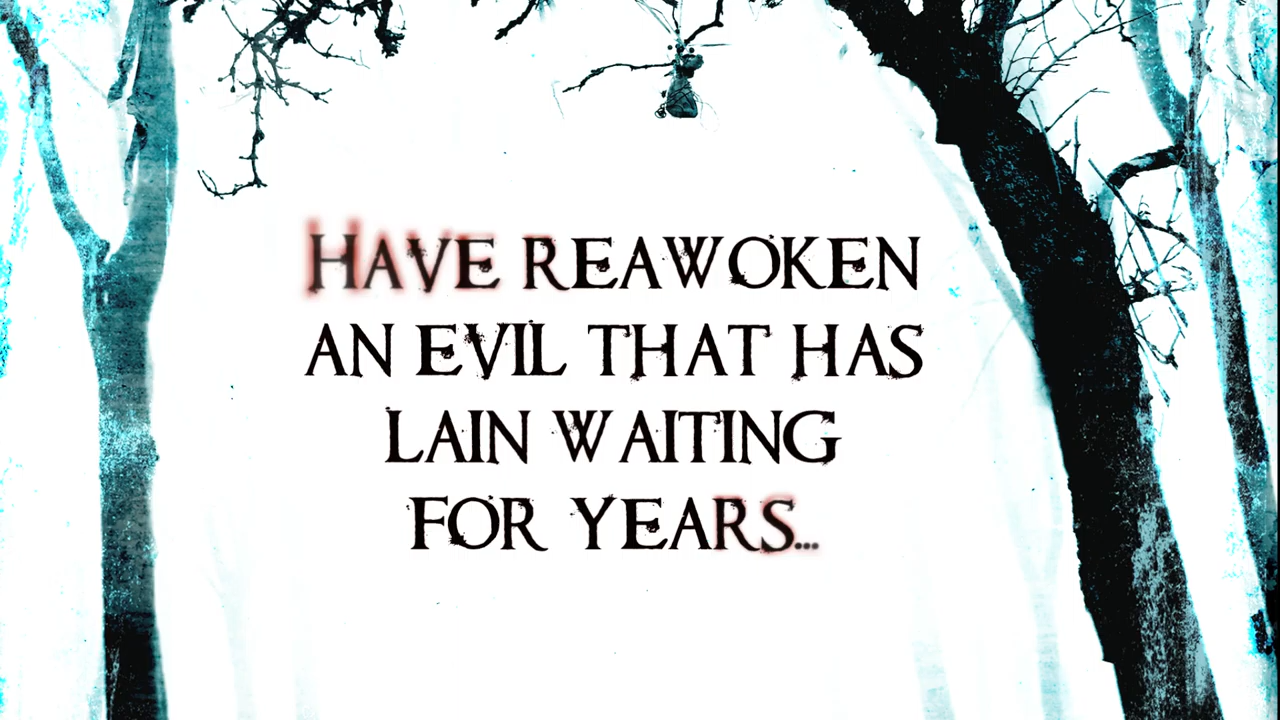 HAVE REAWOKEN
AN EVIL THAT HAS
LAIN WAITING
FOR YEARS...